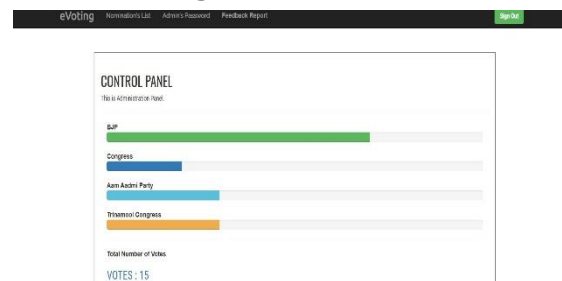 eVoting Nomination's List Admin's Password Feedback Report Sign Out
CONTROL PANEL
This is Administration Panel.
BJP
Congress
Aam Aadmi Party
Trinamool Congress
Total Number of Votes
VOTES : 15